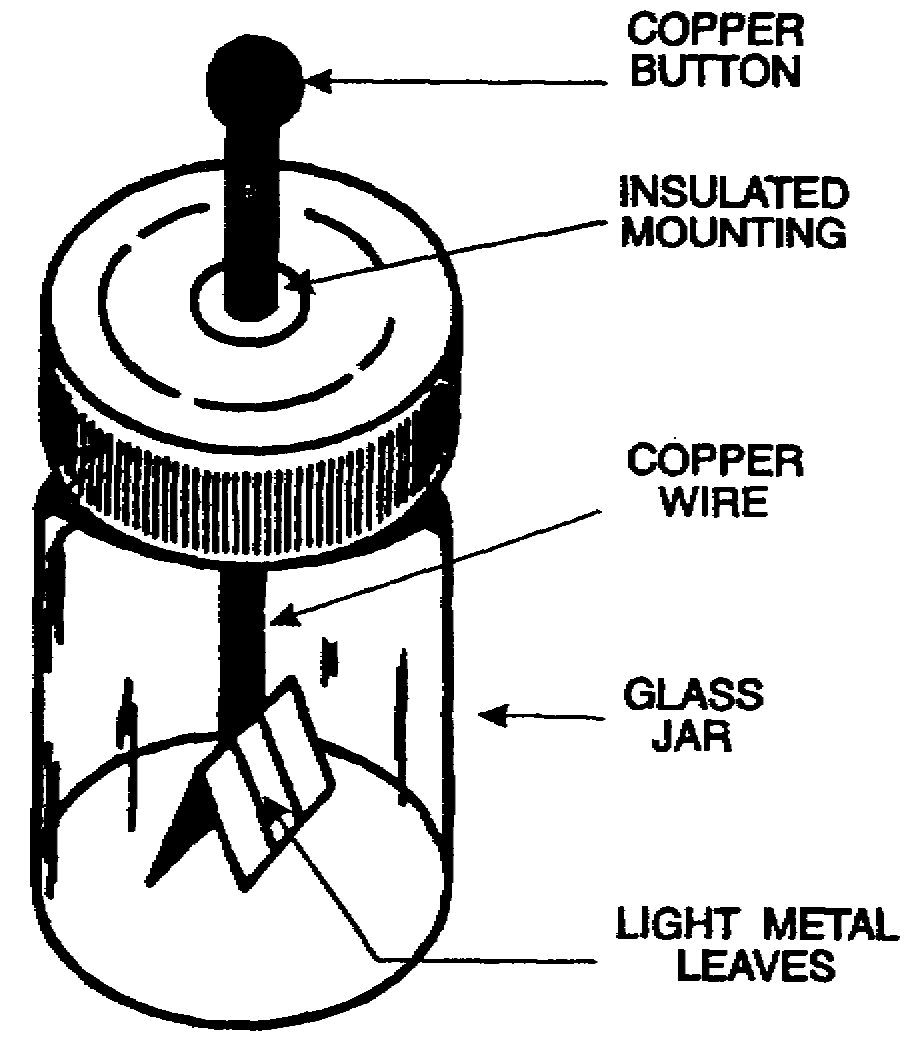 COPPER
BUTTON
INSULATED
MOUNTING
COPPER
WIRE
GLASS
JAR
LIGHT METAL
LEAVES